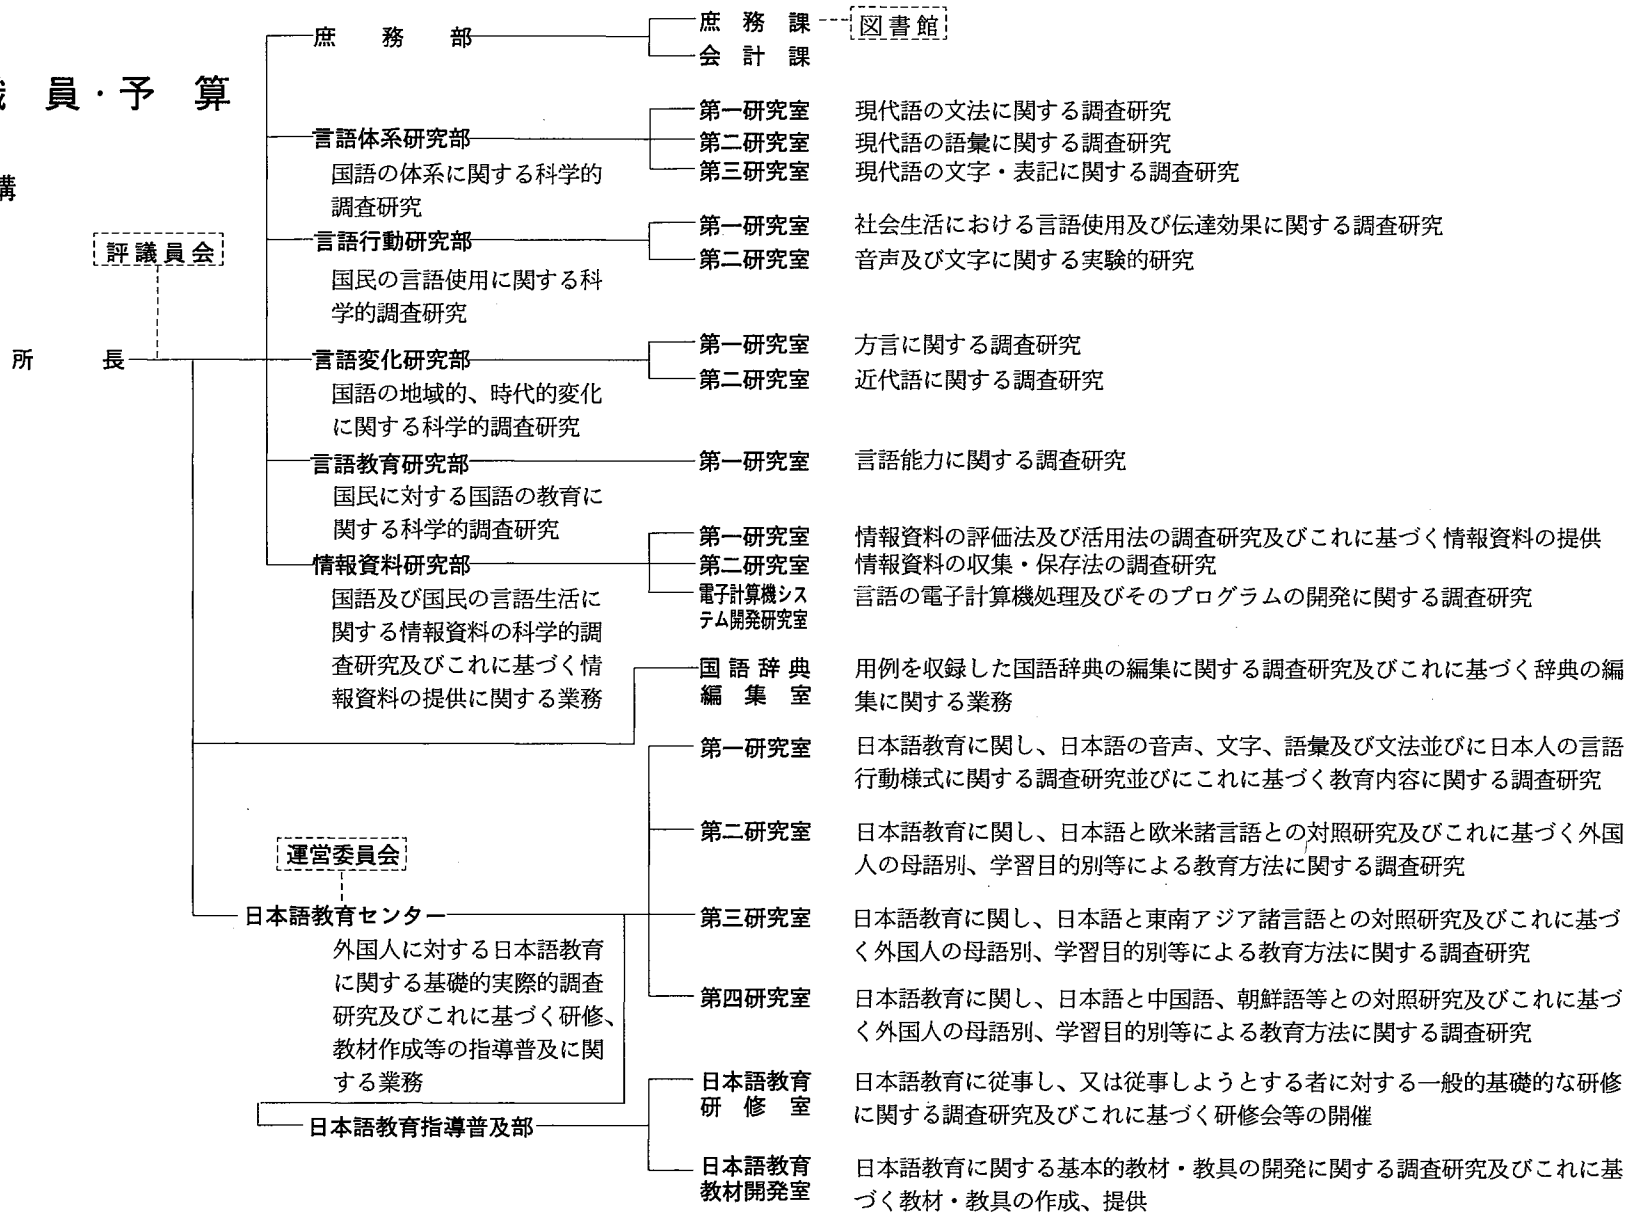 庶務部
庶務課
図書館
会計課
員・予算
言語体系研究部
国語の体系に関する科学的
調査研究
第一研究室 現代語の文法に関する調査研究
第二研究室 現代語の語彙に関する調査研究
第三研究室 現代語の文字・表記に関する調査研究
構
評議員会
言語行動研究部
国民の言語使用に関する科
学的調査研究
第一研究室 社会生活における言語使用及び伝達効果に関する調査研究
第二研究室 音声及び文字に関する実験的研究
所長
言語変化研究部
国語の地域的、時代的変化
に関する科学的調査研究
第一研究室 方言に関する調査研究
第二研究室 近代語に関する調査研究
言語教育研究部
国民に対する国語の教育に
関する科学的調査研究
第一研究室 言語能力に関する調査研究
情報資料研究部
国語及び国民の言語生活に
関する情報資料の科学的調
査研究及びこれに基づく情
報資料の提供に関する業務
第一研究室 情報資料の評価法及び活用法の調査研究及びこれに基づく情報資料の提供
第二研究室 情報資料の収集・保存法の調査研究
電子計算機シス
テム開発研究室
言語の電子計算機処理及びそのプログラムの開発に関する調査研究
国語辞典
編集室
用例を収録した国語辞典の編集に関する調査研究及びこれに基づく辞典の編
集に関する業務
運営委員会
日本語教育センター
外国人に対する日本語教育
に関する基礎的実際的調査
研究及びこれに基づく研修、
教材作成等の指導普及に関
する業務
第一研究室 日本語教育に関し、日本語の音声、文字、語彙及び文法並びに日本人の言語
行動様式に関する調査研究並びにこれに基づく教育内容に関する調査研究
第二研究室 日本語教育に関し、日本語と欧米諸言語との対照研究及びこれに基づく外国
人の母語別、学習目的別等による教育方法に関する調査研究
第三研究室 日本語教育に関し、日本語と東南アジア諸言語との対照研究及びこれに基づ
く外国人の母語別、学習目的別等による教育方法に関する調査研究
第四研究室 日本語教育に関し、日本語と中国語、朝鮮語等との対照研究及びこれに基づ
く外国人の母語別、学習目的別等による教育方法に関する調査研究
日本語教育指導普及部
日本語教育
研修室
日本語教育に従事し、又は従事しようとする者に対する一般的基礎的な研修
に関する調査研究及びこれに基づく研修会等の開催
日本語教育
教材開発室
日本語教育に関する基本的教材・教具の開発に関する調査研究及びこれに基
づく教材・教具の作成、提供